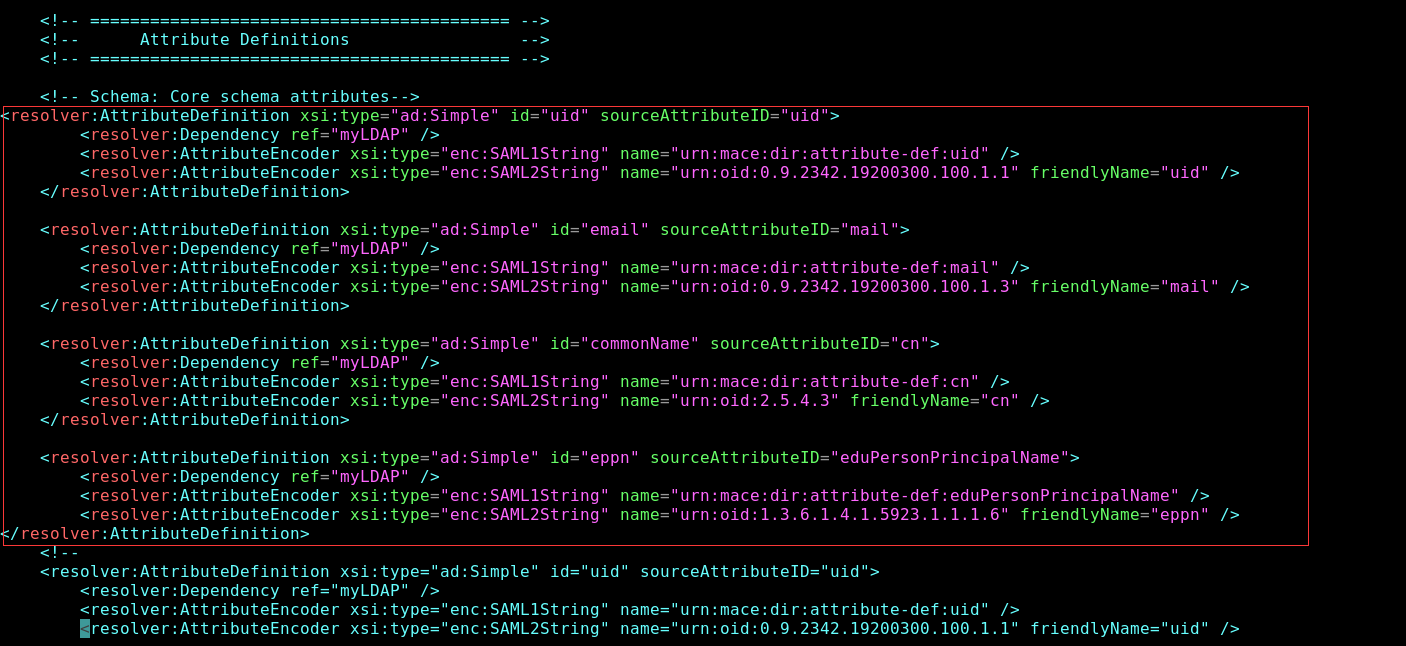 <!-- ========================================== -->
<!--      Attribute Definitions                 -->
<!-- ========================================== -->
<!-- Schema: Core schema attributes-->
<resolver:AttributeDefinition xsi:type="ad:Simple" id="uid" sourceAttributeID="uid">
<resolver:Dependency ref="myLDAP" />
<resolver:AttributeEncoder xsi:type="enc:SAML1String" name="urn:mace:dir:attribute-def:uid" />
<resolver:AttributeEncoder xsi:type="enc:SAML2String" name="urn:oid:0.9.2342.19200300.100.1.1" friendlyName="uid" />
</resolver:AttributeDefinition>
<resolver:AttributeDefinition xsi:type="ad:Simple" id="email" sourceAttributeID="mail">
<resolver:Dependency ref="myLDAP" />
<resolver:AttributeEncoder xsi:type="enc:SAML1String" name="urn:mace:dir:attribute-def:mail" />
<resolver:AttributeEncoder xsi:type="enc:SAML2String" name="urn:oid:0.9.2342.19200300.100.1.3" friendlyName="mail" />
</resolver:AttributeDefinition>
<resolver:AttributeDefinition xsi:type="ad:Simple" id="commonName" sourceAttributeID="cn">
<resolver:Dependency ref="myLDAP" />
<resolver:AttributeEncoder xsi:type="enc:SAML1String" name="urn:mace:dir:attribute-def:cn" />
<resolver:AttributeEncoder xsi:type="enc:SAML2String" name="urn:oid:2.5.4.3" friendlyName="cn" />
</resolver:AttributeDefinition>
<resolver:AttributeDefinition xsi:type="ad:Simple" id="eppn" sourceAttributeID="eduPersonPrincipalName">
<resolver:Dependency ref="myLDAP" />
<resolver:AttributeEncoder xsi:type="enc:SAML1String" name="urn:mace:dir:attribute-def:eduPersonPrincipalName" />
<resolver:AttributeEncoder xsi:type="enc:SAML2String" name="urn:oid:1.3.6.1.4.1.5923.1.1.1.6" friendlyName="eppn" />
</resolver:AttributeDefinition>
<!--
<resolver:AttributeDefinition xsi:type="ad:Simple" id="uid" sourceAttributeID="uid">
<resolver:Dependency ref="myLDAP" />
<resolver:AttributeEncoder xsi:type="enc:SAML1String" name="urn:mace:dir:attribute-def:uid" />
<resolver:AttributeEncoder xsi:type="enc:SAML2String" name="urn:oid:0.9.2342.19200300.100.1.1" friendlyName="uid" />